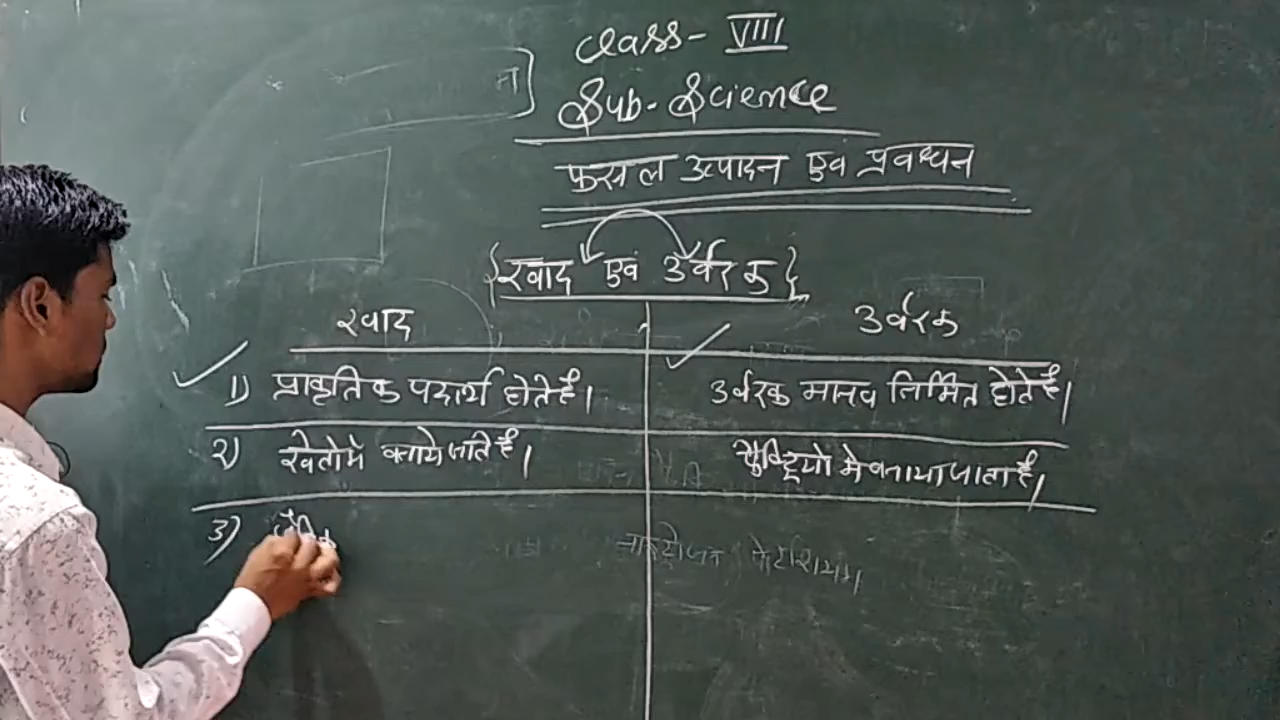 Class- VIII
Sub-Science
फसल उत्पादन एवं प्रवन्धन
{खाद एवं उर्वरक}
खाद उर्वरक
1) प्राकृतिक पदार्थ होते है। उर्वरक मानव निर्मित होते है।
2) खेतो में बनाये जाते है। फैक्ट्रियो मे बनाया जाता है।
3) जैवि